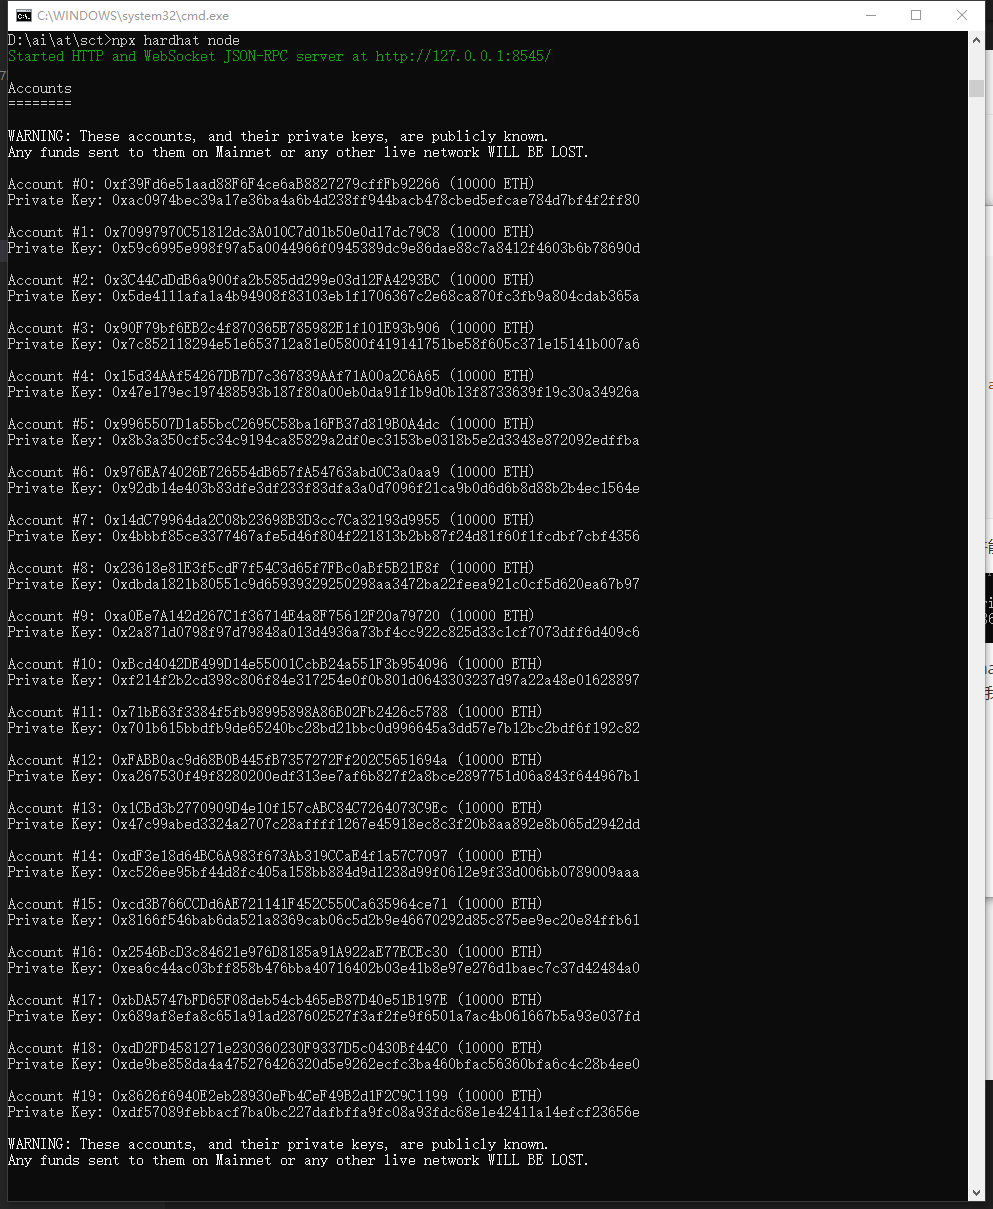 C:\WINDOWS\system32\cmd.exe
D:\ai\at\sct>npx hardhat node
Started HTTP and WebSocket JSON-RPC server at http://127.0.0.1:8545/
Accounts
========
WARNING: These accounts, and their private keys, are publicly known.
Any funds sent to them on Mainnet or any other live network WILL BE LOST.
Account #0: 0xf39Fd6e51aad88F6F4ce6aB8827279cffFb92266 (10000 ETH)
Private Key: 0xac0974bec39a17e36ba4a6b4d238ff944bacb478cbed5efcae784d7bf4f2ff80
Account #1: 0x70997970C51812dc3A010C7d01b50e0d17dc79C8 (10000 ETH)
Private Key: 0x59c6995e998f97a5a0044966f0945389dc9e86dae88c7a8412f4603b6b78690d
Account #2: 0x3C44CdDdB6a900fa2b585dd299e03d12FA4293BC (10000 ETH)
Private Key: 0x5de4111afa1a4b94908f83103eb1f1706367c2e68ca870fc3fb9a804cdab365a
Account #3: 0x90F79bf6EB2c4f870365E785982E1f101E93b906 (10000 ETH)
Private Key: 0x7c852118294e51e653712a81e05800f419141751be58f605c371e15141b007a6
Account #4: 0x15d34AAf54267DB7D7c367839AAf71A00a2C6A65 (10000 ETH)
Private Key: 0x47e179ec197488593b187f80a00eb0da91f1b9d0b13f8733639f19c30a34926a
Account #5: 0x9965507D1a55bcC2695C58ba16FB37d819B0A4dc (10000 ETH)
Private Key: 0x8b3a350cf5c34c9194ca85829a2df0ec3153be0318b5e2d3348e872092edffba
Account #6: 0x976EA74026E726554dB657fA54763abd0C3a0aa9 (10000 ETH)
Private Key: 0x92db14e403b83dfe3df233f83dfa3a0d7096f21ca9b0d6d6b8d88b2b4ec1564e
Account #7: 0x14dC79964da2C08b23698B3D3cc7Ca32193d9955 (10000 ETH)
Private Key: 0x4bbbf85ce3377467afe5d46f804f221813b2bb87f24d81f60f1fcdbf7cbf4356
Account #8: 0x23618e81E3f5cdF7f54C3d65f7FBc0aBf5B21E8f (10000 ETH)
Private Key: 0xdbda1821b80551c9d65939329250298aa3472ba22feea921c0cf5d620ea67b97
Account #9: 0xa0Ee7A142d267C1f36714E4a8F75612F20a79720 (10000 ETH)
Private Key: 0x2a871d0798f97d79848a013d4936a73bf4cc922c825d33c1cf7073dff6d409c6
Account #10: 0xBcd4042DE499D14e55001CcbB24a551F3b954096 (10000 ETH)
Private Key: 0xf214f2b2cd398c806f84e317254e0f0b801d0643303237d97a22a48e01628897
Account #11: 0x71bE63f3384f5fb98995898A86B02Fb2426c5788 (10000 ETH)
Private Key: 0x701b615bbdfb9de65240bc28bd21bbc0d996645a3dd57e7b12bc2bdf6f192c82
Account #12: 0xFABB0ac9d68B0B445fB7357272Ff202C5651694a (10000 ETH)
Private Key: 0xa267530f49f8280200edf313ee7af6b827f2a8bce2897751d06a843f644967b1
Account #13: 0x1CBd3b2770909D4e10f157cABC84C7264073C9Ec (10000 ETH)
Private Key: 0x47c99abed3324a2707c28affff1267e45918ec8c3f20b8aa892e8b065d2942dd
Account #14: 0xdF3e18d64BC6A983f673Ab319CCaE4f1a57C7097 (10000 ETH)
Private Key: 0xc526ee95bf44d8fc405a158bb884d9d1238d99f0612e9f33d006bb0789009aaa
Account #15: 0xcd3B766CCDd6AE721141F452C550Ca635964ce71 (10000 ETH)
Private Key: 0x8166f546bab6da521a8369cab06c5d2b9e46670292d85c875ee9ec20e84ffb61
Account #16: 0x2546BcD3c84621e976D8185a91A922aE77ECEc30 (10000 ETH)
Private Key: 0xea6c44ac03bff858b476bba40716402b03e41b8e97e276d1baec7c37d42484a0
Account #17: 0xbDA5747bFD65F08deb54cb465eB87D40e51B197E (10000 ETH)
Private Key: 0x689af8efa8c651a91ad287602527f3af2fe9f6501a7ac4b061667b5a93e037fd
Account #18: 0xdD2FD4581271e230360230F9337D5c0430Bf44C0 (10000 ETH)
Private Key: 0xde9be858da4a475276426320d5e9262ecfc3ba460bfac56360bfa6c4c28b4ee0
Account #19: 0x8626f6940E2eb28930eFb4CeF49B2d1F2C9C1199 (10000 ETH)
Private Key: 0xdf57089febbacf7ba0bc227dafbffa9fc08a93fdc68e1e42411a14efcf23656e
WARNING: These accounts, and their private keys, are publicly known.
Any funds sent to them on Mainnet or any other live network WILL BE LOST.